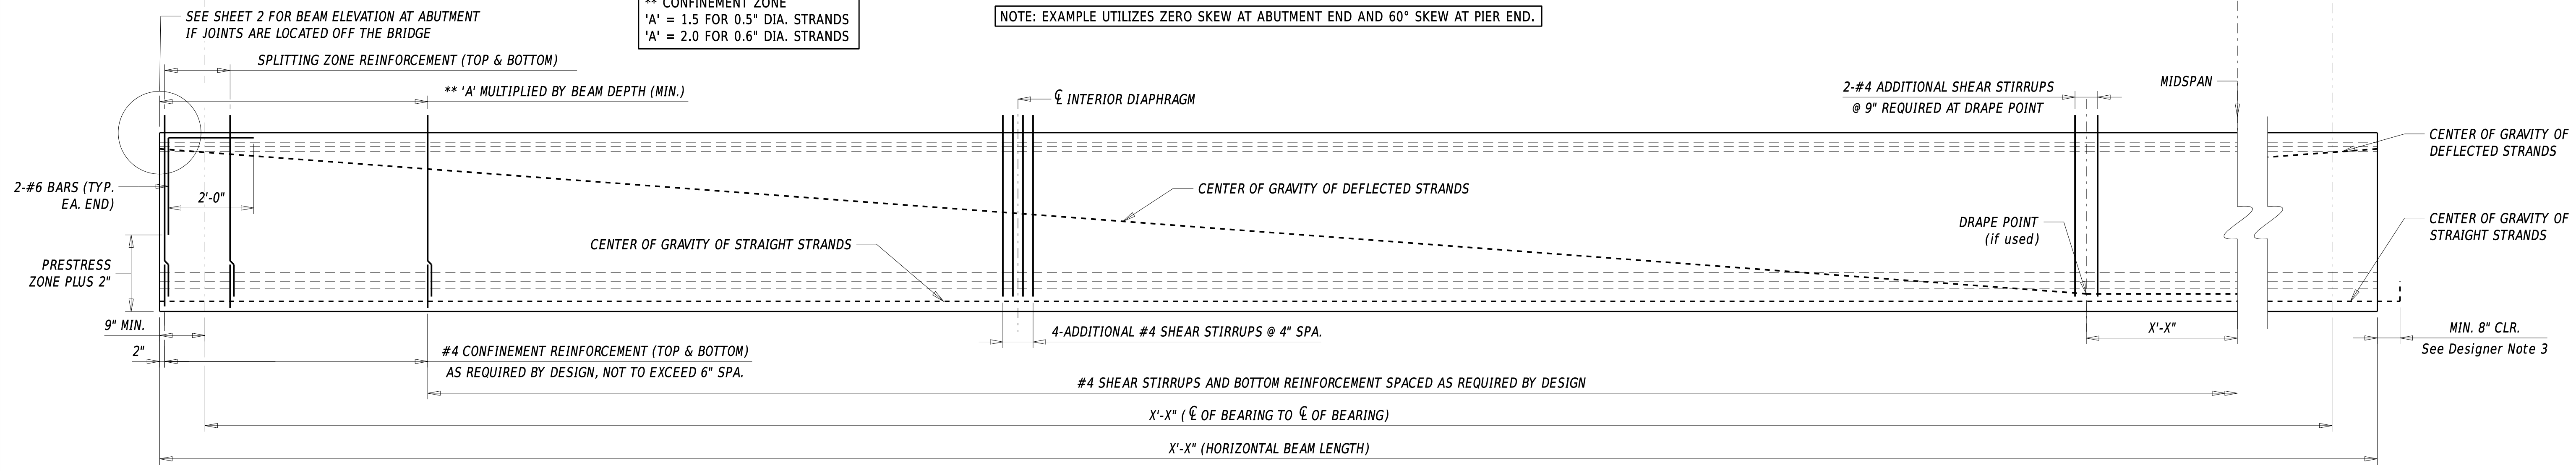 ** CONFINEMENT ZONE
'A' = 1.5 FOR 0.5" DIA. STRANDS
'A' = 2.0 FOR 0.6" DIA. STRANDS
NOTE: EXAMPLE UTILIZES ZERO SKEW AT ABUTMENT END AND 60° SKEW AT PIER END.
SEE SHEET 2 FOR BEAM ELEVATION AT ABUTMENT
IF JOINTS ARE LOCATED OFF THE BRIDGE
SPLITTING ZONE REINFORCEMENT (TOP & BOTTOM)
** 'A' MULTIPLIED BY BEAM DEPTH (MIN.)
℄ INTERIOR DIAPHRAGM
2-#4 ADDITIONAL SHEAR STIRRUPS
@ 9" REQUIRED AT DRAPE POINT
MIDSPAN
CENTER OF GRAVITY OF
DEFLECTED STRANDS
2-#6 BARS (TYP.
EA. END)
2'-0"
CENTER OF GRAVITY OF DEFLECTED STRANDS
DRAPE POINT
(if used)
CENTER OF GRAVITY OF
STRAIGHT STRANDS
CENTER OF GRAVITY OF STRAIGHT STRANDS
PRESTRESS
ZONE PLUS 2"
9" MIN.
2"
4-ADDITIONAL #4 SHEAR STIRRUPS @ 4" SPA.
X'-X"
MIN. 8" CLR.
See Designer Note 3
#4 CONFINEMENT REINFORCEMENT (TOP & BOTTOM)
AS REQUIRED BY DESIGN, NOT TO EXCEED 6" SPA.
#4 SHEAR STIRRUPS AND BOTTOM REINFORCEMENT SPACED AS REQUIRED BY DESIGN
X'-X" (℄ OF BEARING TO ℄ OF BEARING)
X'-X" (HORIZONTAL BEAM LENGTH)